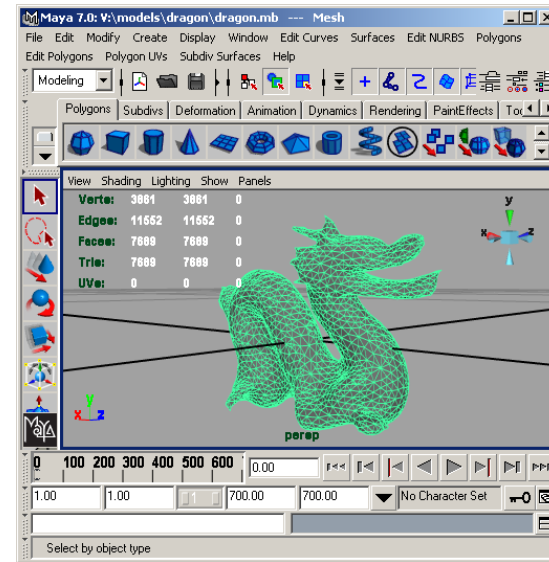 Maya 7.0: V:\models\dragon\dragon.mb --- Mesh
File Edit Modify Create Display Window Edit Curves Surfaces Edit NURBS Polygons
Edit Polygons Polygon UVs Subdiv Surfaces Help
Modeling
Polygons Subdivs Deformation Animation Dynamics Rendering PaintEffects
View Shading Lighting Show Panels
Verts: 3861 3861 0
Edges: 11552 11552 0
Faces: 7689 7689 0
Tris: 7689 7689 0
UVs: 0 0 0
y
x z
y
x z
persp
MAYA
0 100 200 300 400 500 600 0.00
1.00 1.00 1 700.00 700.00 No Character Set
Select by object type